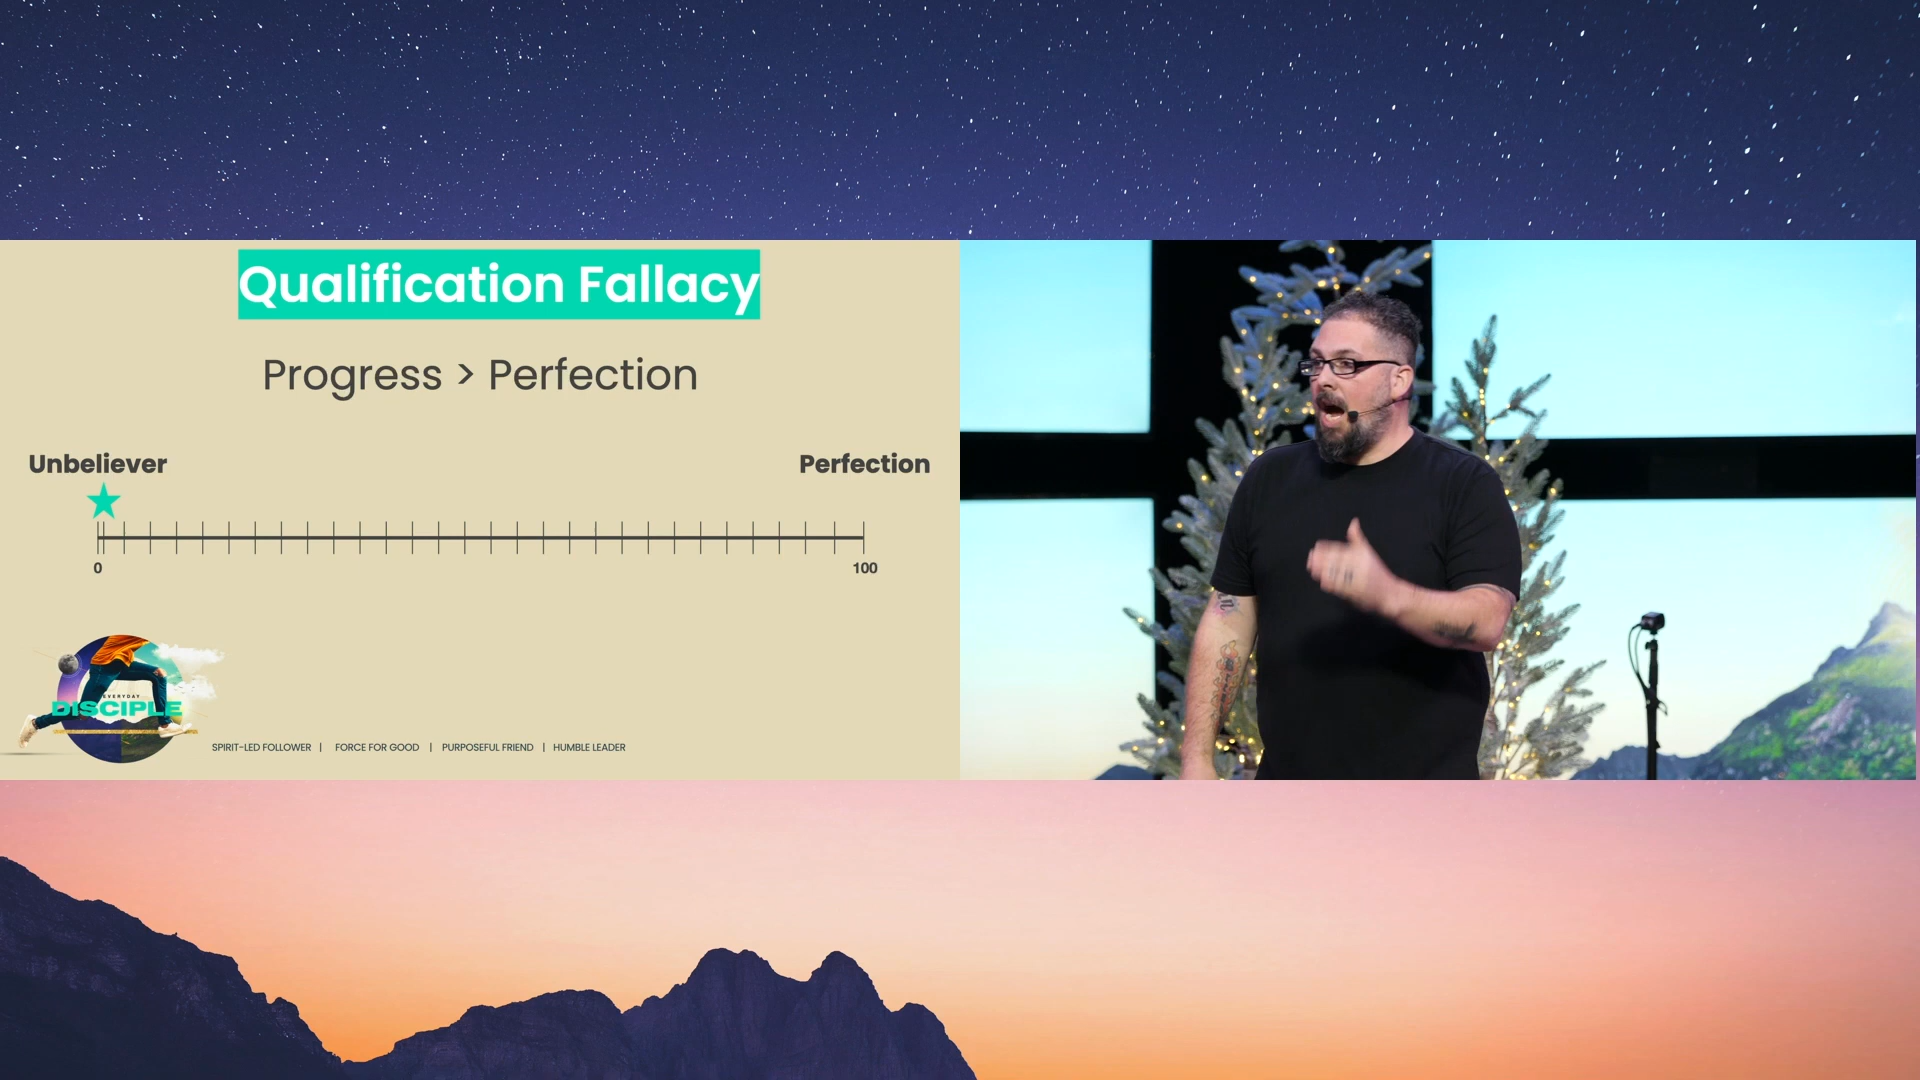 Qualification Fallacy
Progress > Perfection
Unbeliever
Perfection
0
100
EVERYDAY
DISCIPLE
SPIRIT-LED FOLLOWER | FORCE FOR GOOD | PURPOSEFUL FRIEND | HUMBLE LEADER